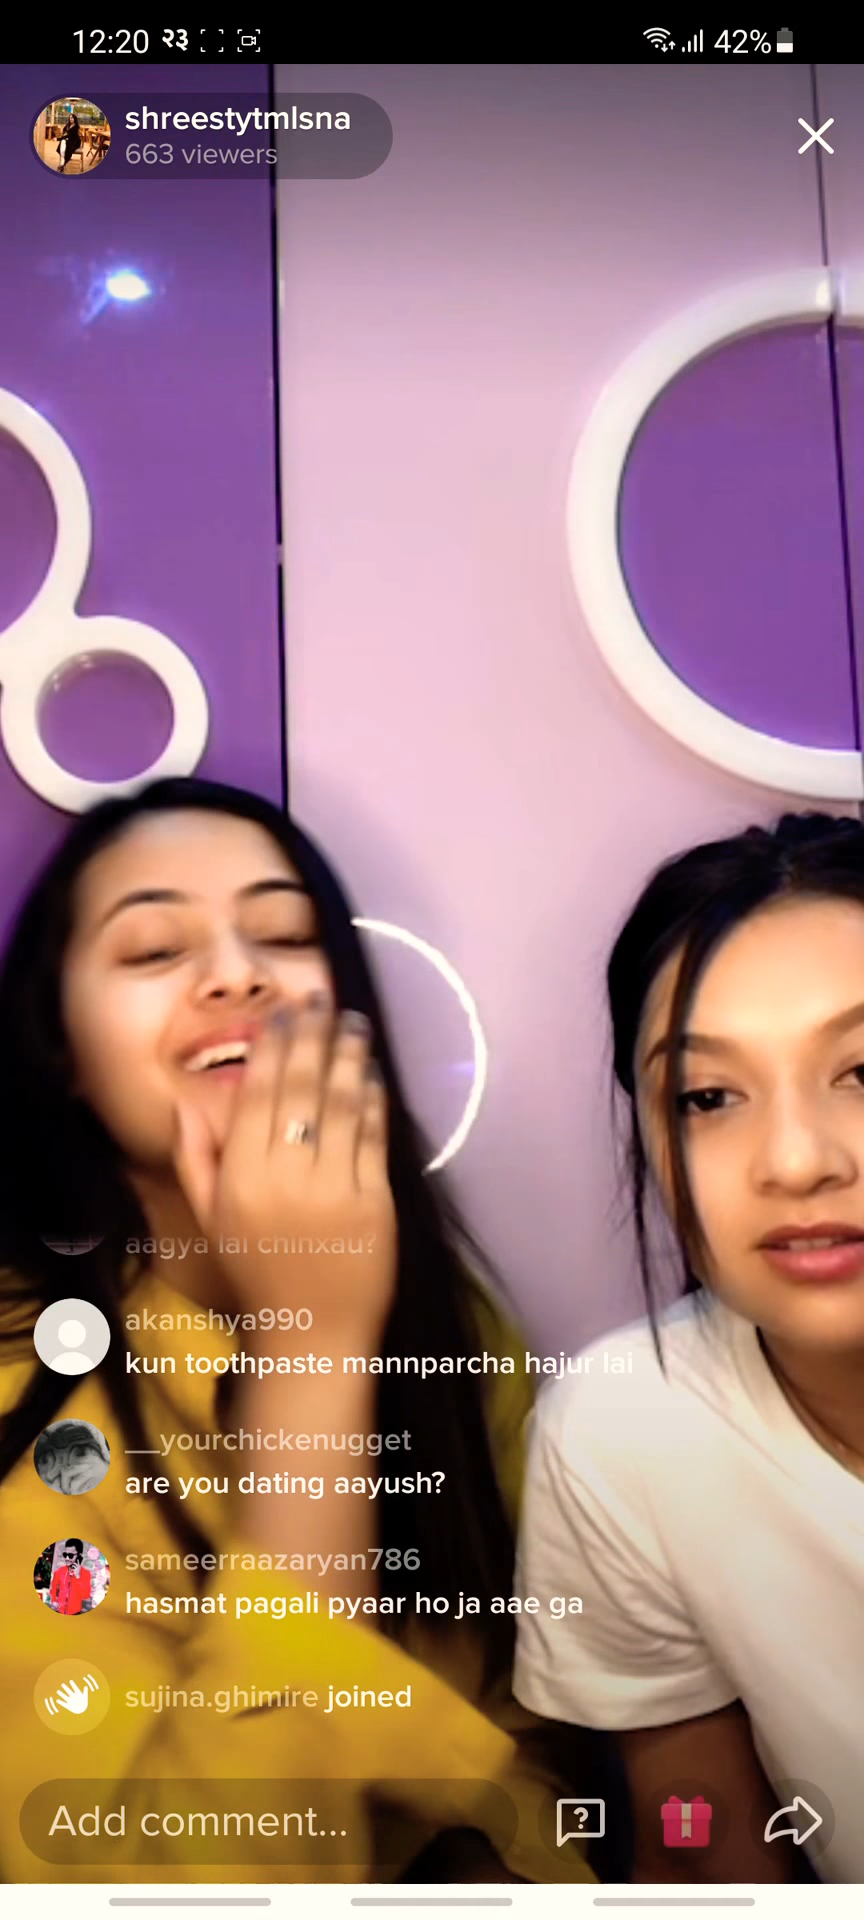 12:20 २३
42%
shreestytmlsna
663 viewers
aagya lai chinxau?
akanshya990
kun toothpaste mannparcha hajur lai
__yourchickenugget
are you dating aayush?
sameerraazaryan786
hasmat pagali pyaar ho ja aae ga
sujina.ghimire joined
Add comment...